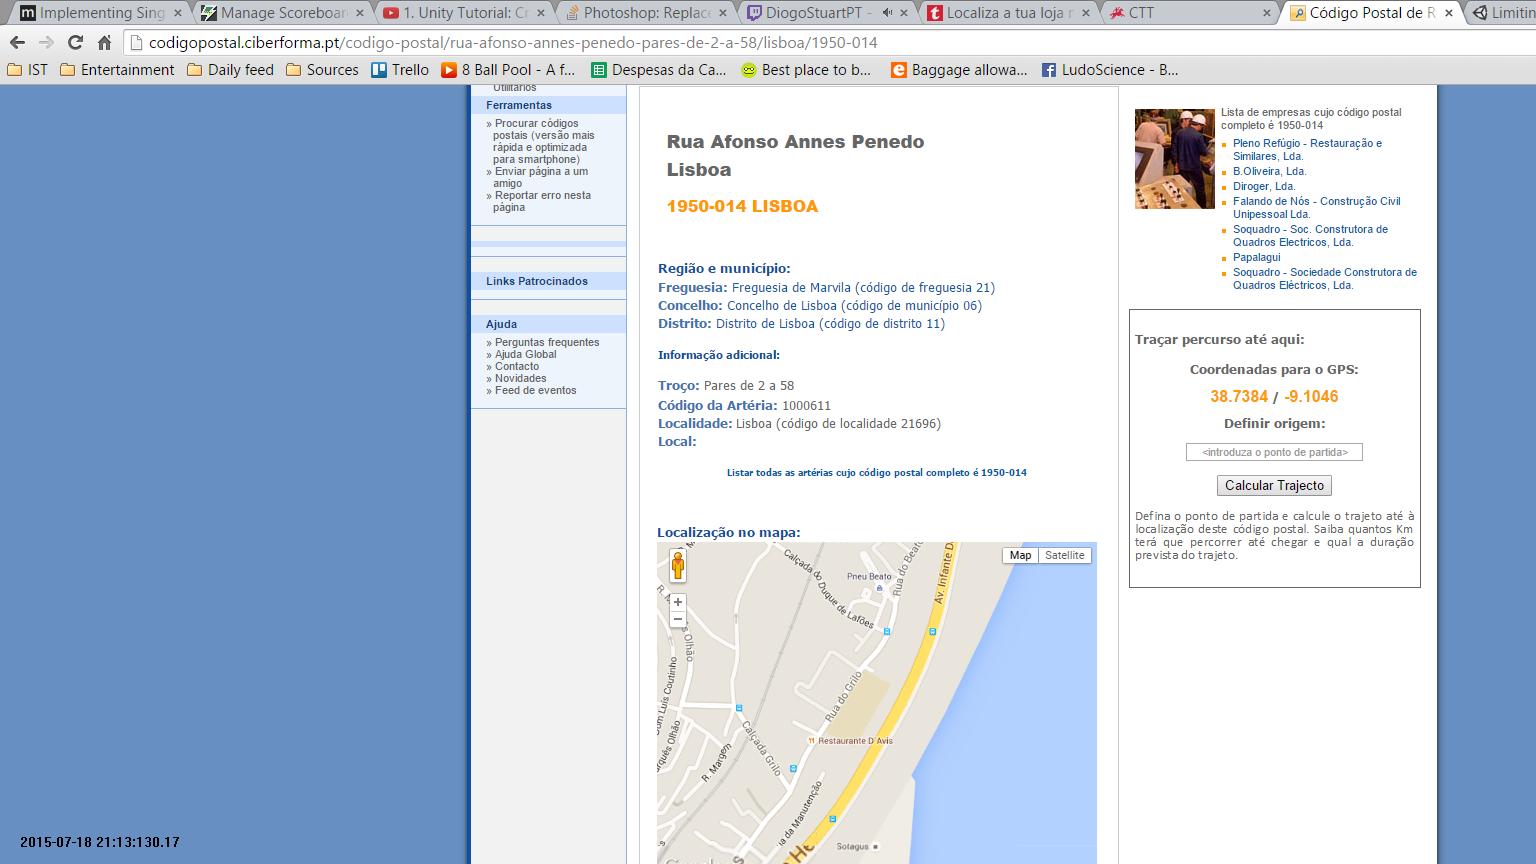 Implementing Sing
Manage Scoreboar
1. Unity Tutorial: Cr
Photoshop: Replace
DiogoStuartPT -
Localiza a tua loja n
CTT
Código Postal de R
Limitin
codigopostal.ciberforma.pt/codigo-postal/rua-afonso-annes-penedo-pares-de-2-a-58/lisboa/1950-014
IST
Entertainment
Daily feed
Sources
Trello
8 Ball Pool - A f...
Despesas da Ca...
Best place to b...
Baggage allowa...
LudoScience - B...
Utilitários
Ferramentas
» Procurar códigos
postais (versão mais
rápida e optimizada
para smartphone)
» Enviar página a um
amigo
» Reportar erro nesta
página
Links Patrocinados
Ajuda
» Perguntas frequentes
» Ajuda Global
» Contacto
» Novidades
» Feed de eventos
Rua Afonso Annes Penedo
Lisboa
1950-014 LISBOA
Região e município:
Freguesia: Freguesia de Marvila (código de freguesia 21)
Concelho: Concelho de Lisboa (código de município 06)
Distrito: Distrito de Lisboa (código de distrito 11)
Informação adicional:
Troço: Pares de 2 a 58
Código da Artéria: 1000611
Localidade: Lisboa (código de localidade 21696)
Local:
Listar todas as artérias cujo código postal completo é 1950-014
Localização no mapa:
Map
Satellite
Calçada do Duque de Lafões
Pneu Beato
Rua do Beato
Av. Infante D.
Olhão
Dom Luís Coutinho
arquês Olhão
R. Margem
Calçada Grilo
Rua do Grilo
Restaurante D Avis
ua da Manutenção
He
Sotagus
Lista de empresas cujo código postal
completo é 1950-014
Pleno Refúgio - Restauração e
Similares, Lda.
B.Oliveira, Lda.
Diroger, Lda.
Falando de Nós - Construção Civil
Unipessoal Lda.
Soquadro - Soc. Construtora de
Quadros Electricos, Lda.
Papalagui
Soquadro - Sociedade Construtora de
Quadros Eléctricos, Lda.
Traçar percurso até aqui:
Coordenadas para o GPS:
38.7384 / -9.1046
Definir origem:
<introduza o ponto de partida>
Calcular Trajecto
Defina o ponto de partida e calcule o trajeto até à
localização deste código postal. Saiba quantos Km
terá que percorrer até chegar e qual a duração
prevista do trajeto.
2015-07-18 21:13:130.17